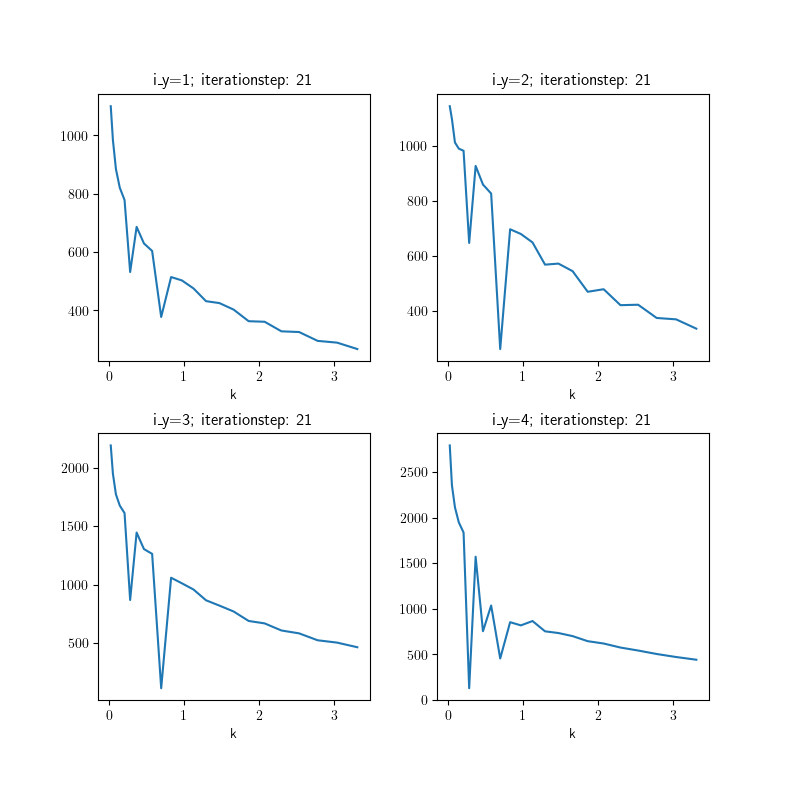 i_y=1; iterationstep: 21
1000
800
600
400
0 1 2 3
k
i_y=2; iterationstep: 21
1000
800
600
400
0 1 2 3
k
i_y=3; iterationstep: 21
2000
1500
1000
500
0 1 2 3
k
i_y=4; iterationstep: 21
2500
2000
1500
1000
500
0
0 1 2 3
k